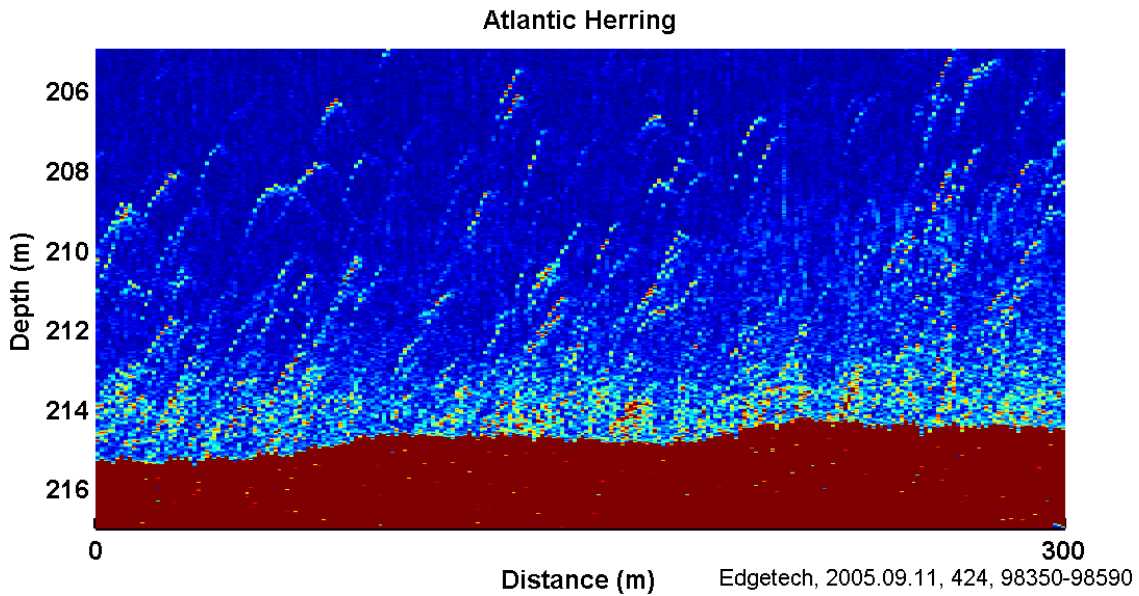 Atlantic Herring
Depth (m)
206
208
210
212
214
216
0
300
Distance (m)
Edgetech, 2005.09.11, 424, 98350-98590